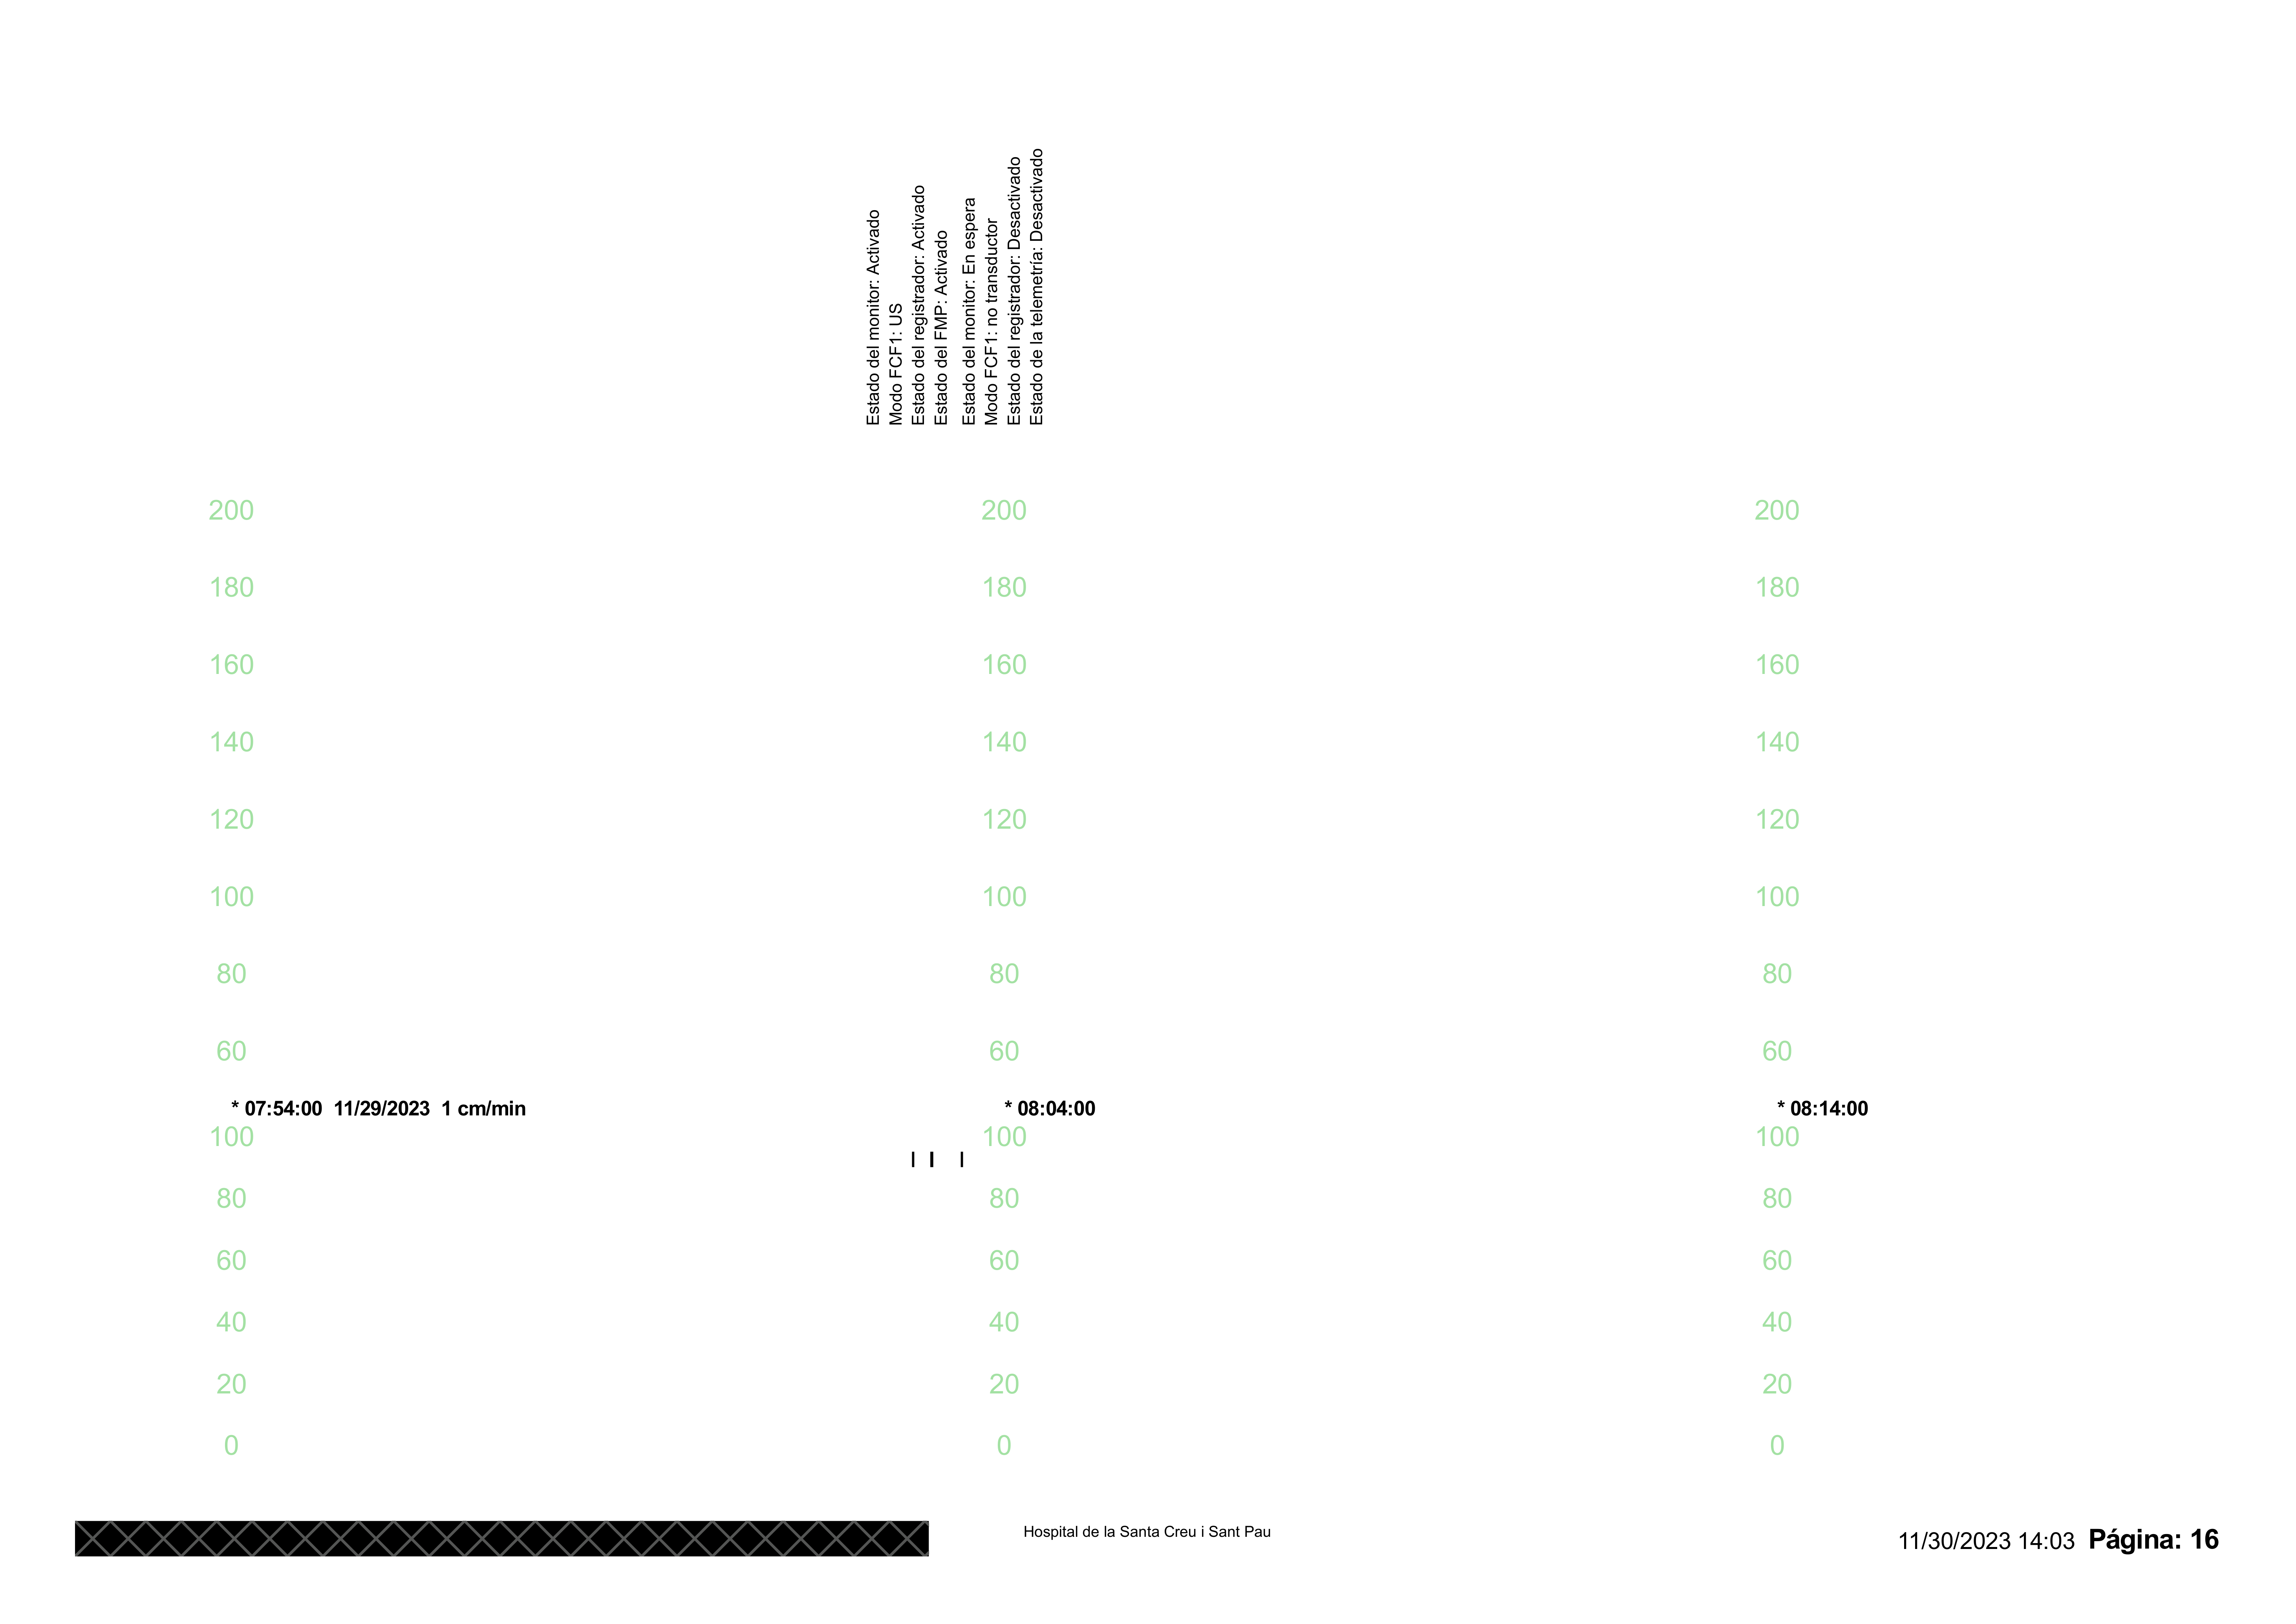 Estado del monitor: Activado
Modo FCF1: US
Estado del registrador: Activado
Estado del FMP: Activado
Estado del monitor: En espera
Modo FCF1: no transductor
Estado del registrador: Desactivado
Estado de la telemetría: Desactivado
200 200 200
180 180 180
160 160 160
140 140 140
120 120 120
100 100 100
80 80 80
60 60 60
* 07:54:00 11/29/2023 1 cm/min * 08:04:00 * 08:14:00
100 100 100
80 80 80
60 60 60
40 40 40
20 20 20
0 0 0
Hospital de la Santa Creu i Sant Pau
11/30/2023 14:03 Página: 16